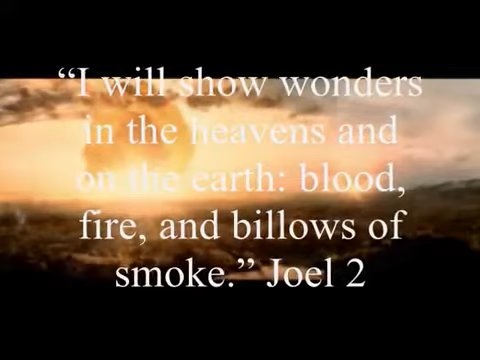 “I will show wonders
in the heavens and
on the earth: blood,
fire, and billows of
smoke.” Joel 2